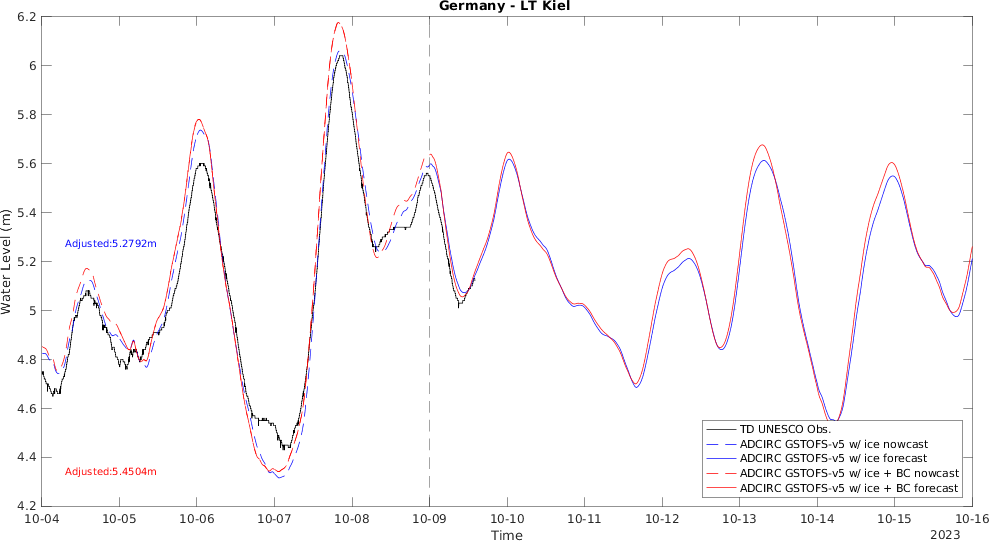 Germany - LT Kiel
6.2
6
5.8
5.6
5.4
5.2
5
4.8
4.6
4.4
4.2
Water Level (m)
Adjusted:5.2792m
Adjusted:5.4504m
TD UNESCO Obs.
ADCIRC GSTOFS-v5 w/ ice nowcast
ADCIRC GSTOFS-v5 w/ ice forecast
ADCIRC GSTOFS-v5 w/ ice + BC nowcast
ADCIRC GSTOFS-v5 w/ ice + BC forecast
10-04 10-05 10-06 10-07 10-08 10-09 10-10 10-11 10-12 10-13 10-14 10-15 10-16
Time
2023